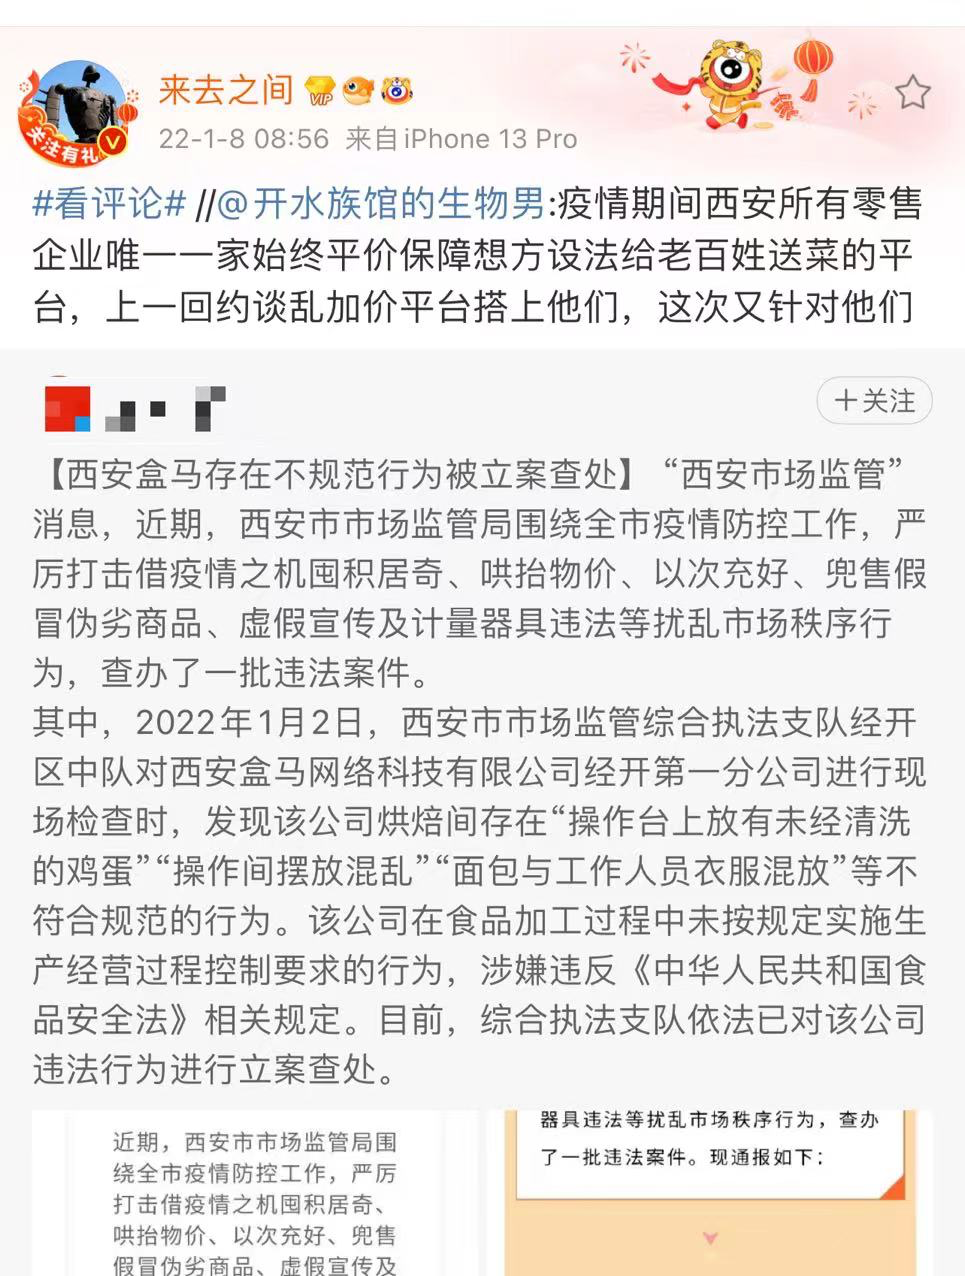 来去之间 VIP
22-1-8 08:56 来自 iPhone 13 Pro
关注有礼 V
#看评论# //@开水族馆的生物男:疫情期间西安所有零售
企业唯一一家始终平价保障想方设法给老百姓送菜的平
台，上一回约谈乱加价平台搭上他们，这次又针对他们
+关注
【西安盒马存在不规范行为被立案查处】“西安市场监管”
消息，近期，西安市市场监管局围绕全市疫情防控工作，严
厉打击借疫情之机囤积居奇、哄抬物价、以次充好、兜售假
冒伪劣商品、虚假宣传及计量器具违法等扰乱市场秩序行
为，查办了一批违法案件。
其中，2022年1月2日，西安市市场监管综合执法支队经开
区中队对西安盒马网络科技有限公司经开第一分公司进行现
场检查时，发现该公司烘焙间存在“操作台上放有未经清洗
的鸡蛋”“操作间摆放混乱”“面包与工作人员衣服混放”等不
符合规范的行为。该公司在食品加工过程中未按规定实施生
产经营过程控制要求的行为，涉嫌违反《中华人民共和国食
品安全法》相关规定。目前，综合执法支队依法已对该公司
违法行为进行立案查处。
近期，西安市市场监管局围
绕全市疫情防控工作，严厉
打击借疫情之机囤积居奇、
哄抬物价、以次充好、兜售
假冒伪劣商品、虚假宣传及
器具违法等扰乱市场秩序行为，查办
了一批违法案件。现通报如下：